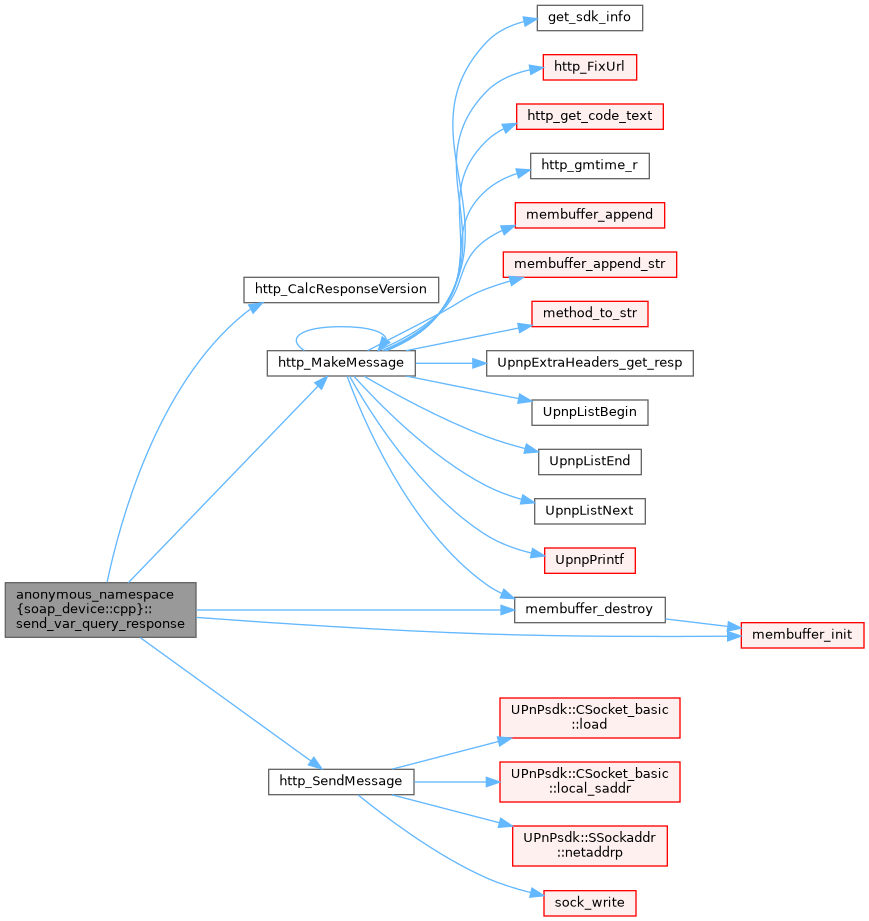 get_sdk_info
http_FixUrl
http_get_code_text
http_gmtime_r
membuffer_append
http_CalcResponseVersion
membuffer_append_str
method_to_str
http_MakeMessage
UpnpExtraHeaders_get_resp
UpnpListBegin
UpnpListEnd
UpnpListNext
UpnpPrintf
anonymous_namespace
{soap_device::cpp}::
send_var_query_response
membuffer_destroy
membuffer_init
UPnPsdk::CSocket_basic
::load
http_SendMessage
UPnPsdk::CSocket_basic
::local_saddr
UPnPsdk::SSockaddr
::netaddrp
sock_write